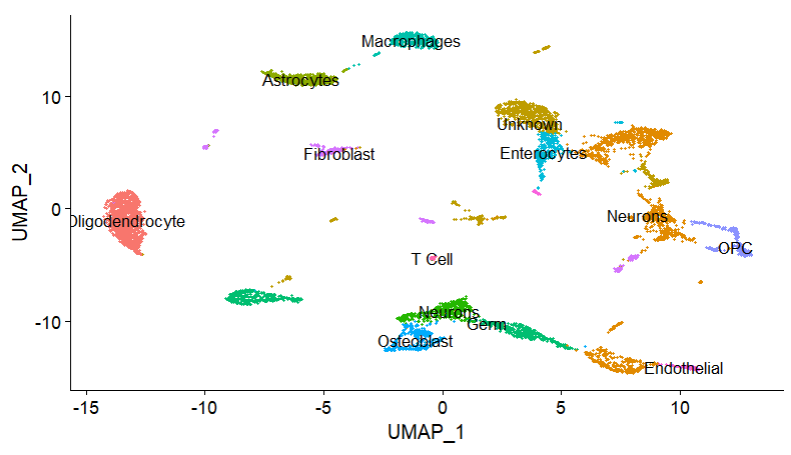 Macrophages
Astrocytes
10
Unknown
Enterocytes
Fibroblast
UMAP_2
0
Oligodendrocyte
Neurons
OPC
T Cell
Neurons
Germ
-10
Osteoblast
Endothelial
-15
-10
-5
0
5
10
UMAP_1